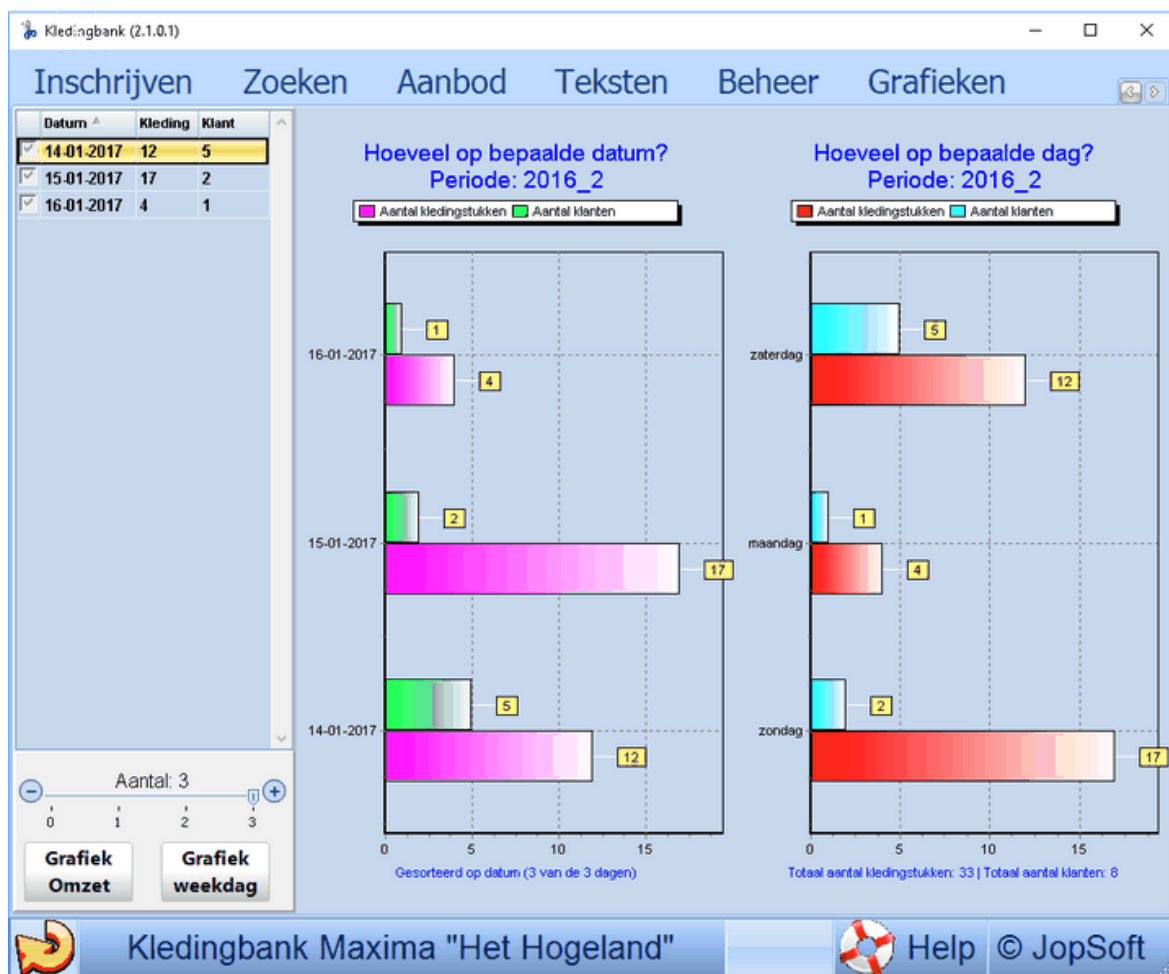 Kledingbank (2.1.0.1)
Inschrijven Zoeken Aanbod Teksten Beheer Grafieken
Datum Kleding Klant
14-01-2017 12 5
15-01-2017 17 2
16-01-2017 4 1
Aantal: 3
0 1 2 3
Grafiek Omzet
Grafiek weekdag
Hoeveel op bepaalde datum?
Periode: 2016_2
Aantal kledingstukken Aantal klanten
16-01-2017
1
4
15-01-2017
2
17
14-01-2017
5
12
0 5 10 15
Gesorteerd op datum (3 van de 3 dagen)
Hoeveel op bepaalde dag?
Periode: 2016_2
Aantal kledingstukken Aantal klanten
zaterdag
5
12
maandag
1
4
zondag
2
17
0 5 10 15
Totaal aantal kledingstukken: 33 | Totaal aantal klanten: 8
Kledingbank Maxima "Het Hogeland" Help © JopSoft